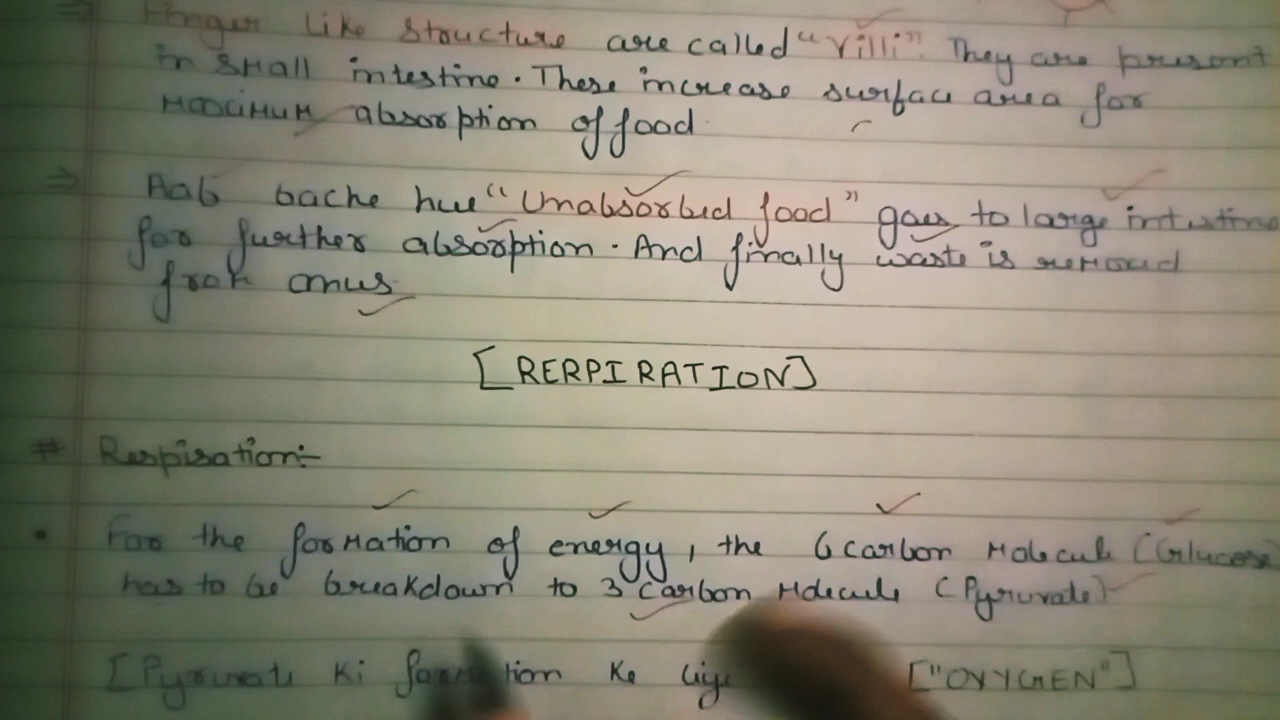 ⇒ Finger like structure are called "Villi". They are present
in small intestine. These increase surface area for
maximum absorption of food.
⇒ Aab bache hue "Unabsorbed food" goes to large intestine
for further absorption. And finally waste is removed
from anus.
[RERPIRATION]
# Respiration:-
• For the formation of energy, the 6 carbon molecule (Glucose)
has to be breakdown to 3 carbon molecule (Pyruvate)
[Pyruvate ki formation ke liye ["OXYGEN"]